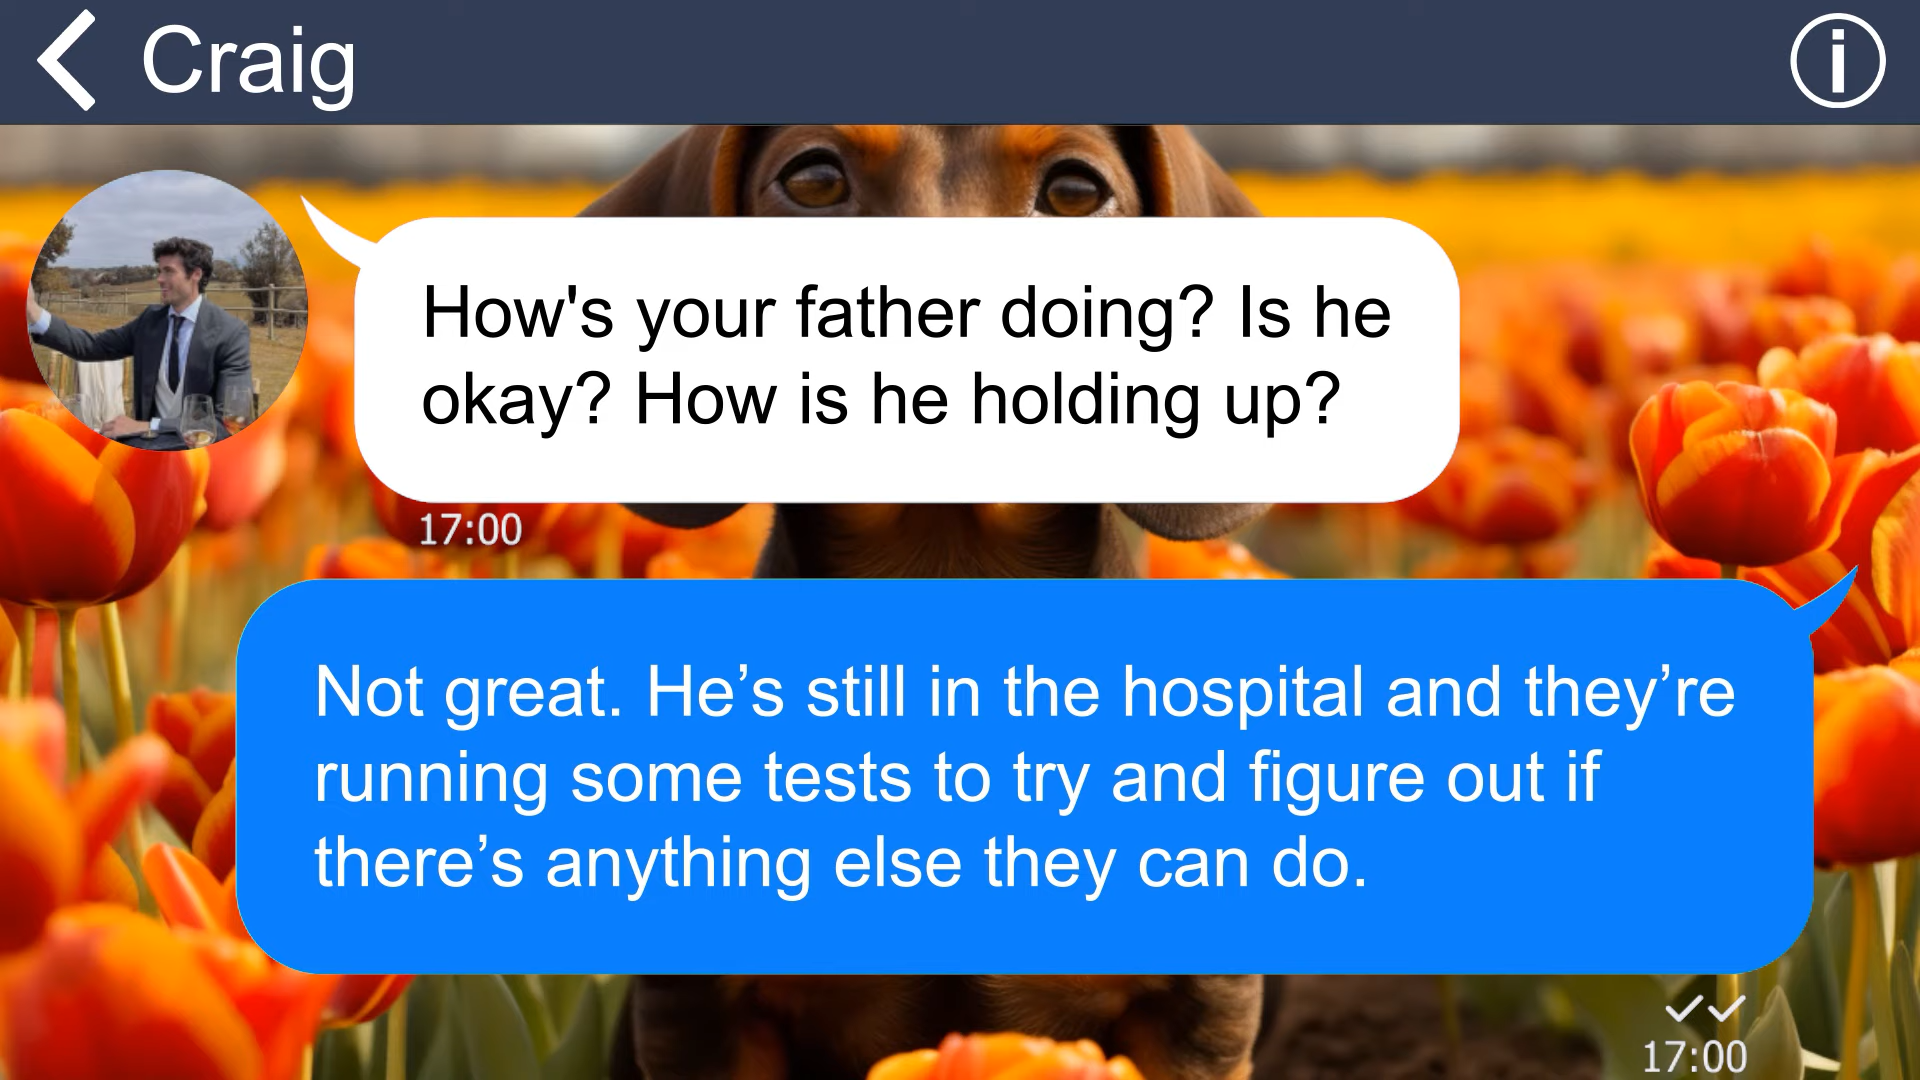 Craig
How's your father doing? Is he
okay? How is he holding up?
17:00
Not great. He’s still in the hospital and they’re
running some tests to try and figure out if
there’s anything else they can do.
17:00